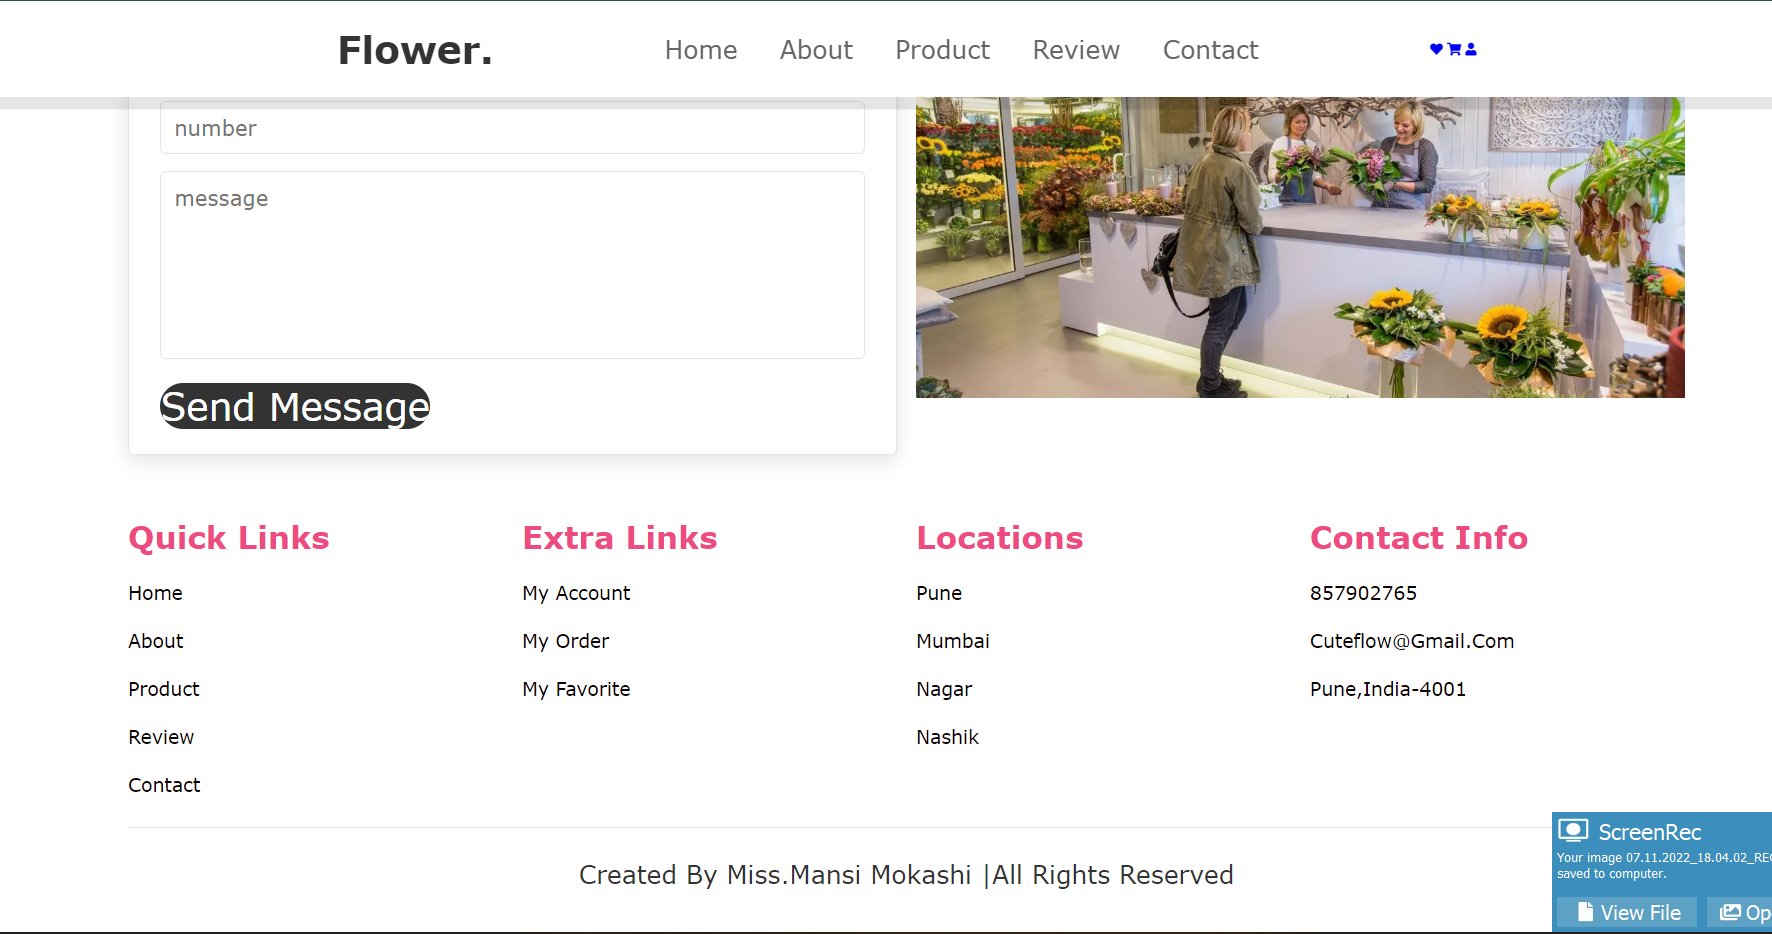 Flower.
Home About Product Review Contact
number
message
Send Message
Quick Links
Home
About
Product
Review
Contact
Extra Links
My Account
My Order
My Favorite
Locations
Pune
Mumbai
Nagar
Nashik
Contact Info
857902765
Cuteflow@Gmail.Com
Pune,India-4001
Created By Miss.Mansi Mokashi |All Rights Reserved
ScreenRec
Your image 07.11.2022_18.04.02_REC
saved to computer.
View File
Op